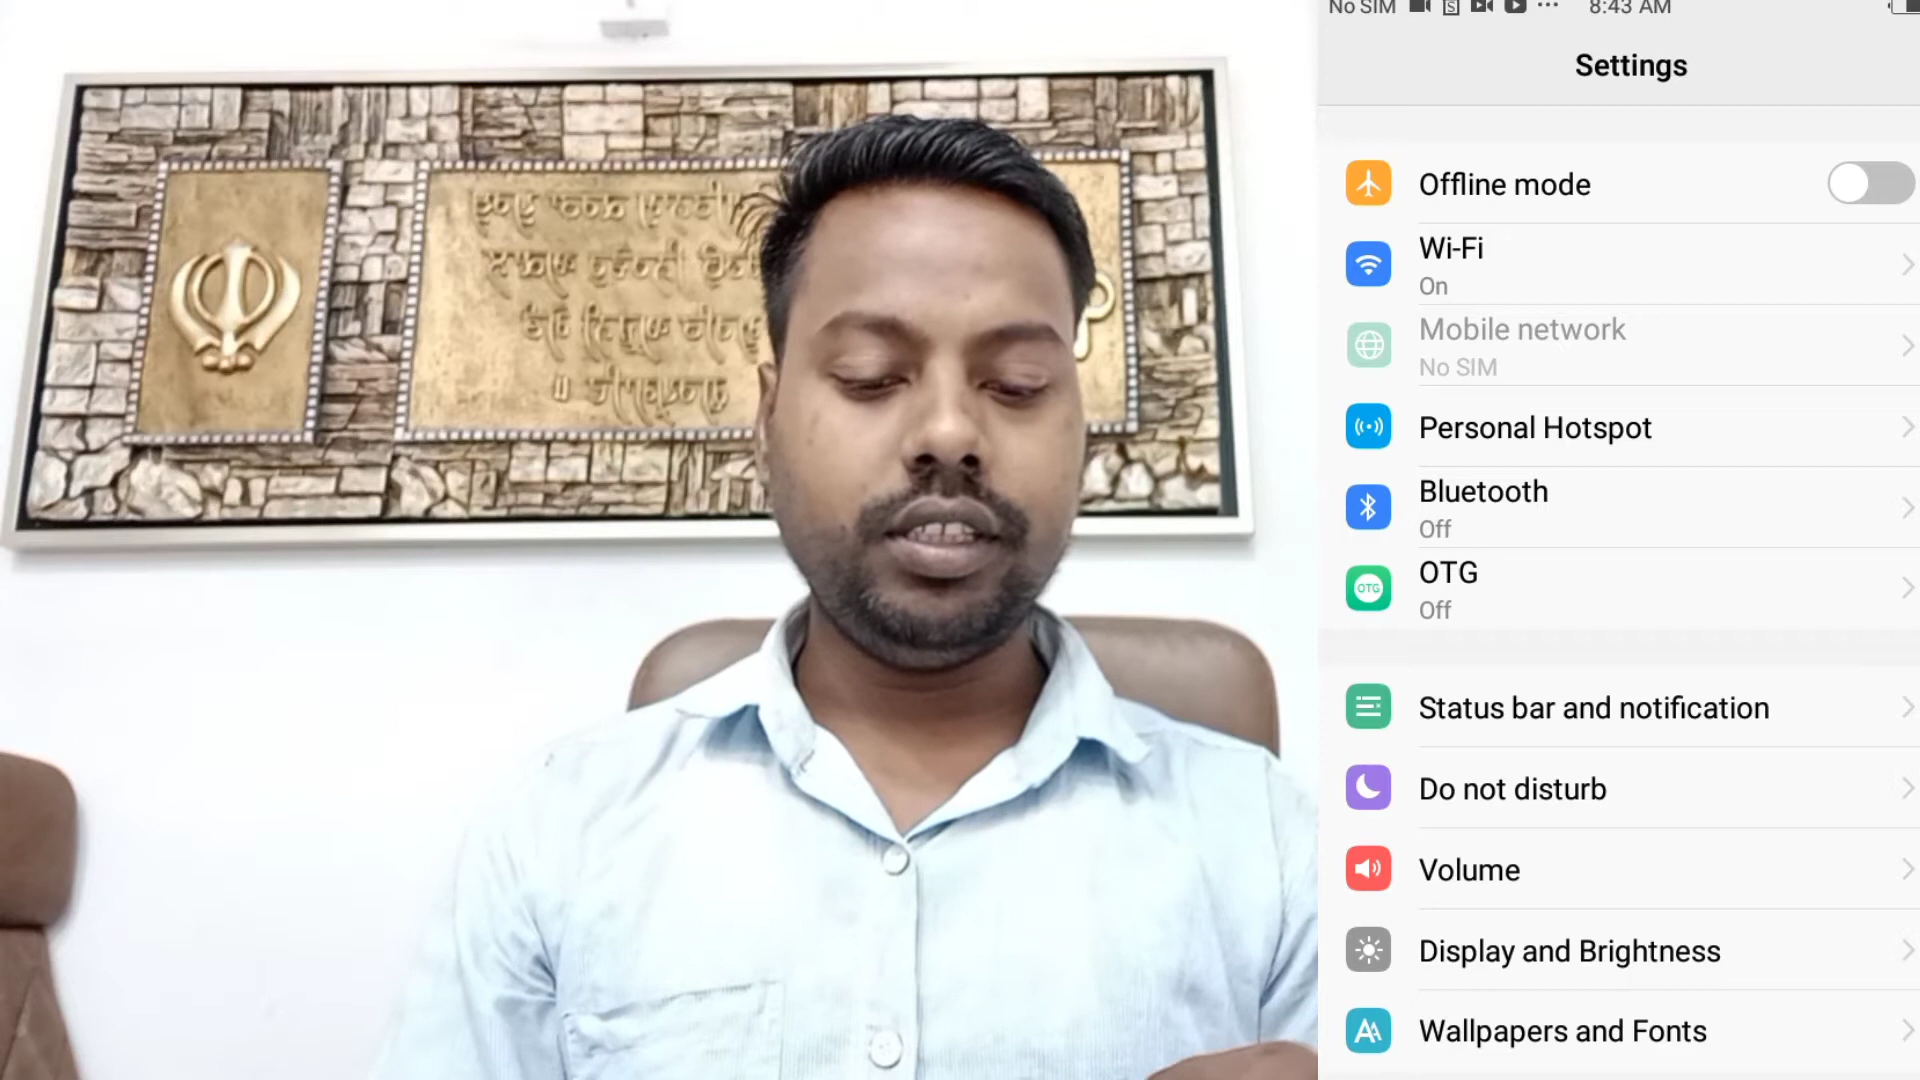 No SIM 8:43 AM
Settings
Offline mode
Wi-Fi
On
Mobile network
No SIM
Personal Hotspot
Bluetooth
Off
OTG
OTG
Off
Status bar and notification
Do not disturb
Volume
Display and Brightness
Wallpapers and Fonts